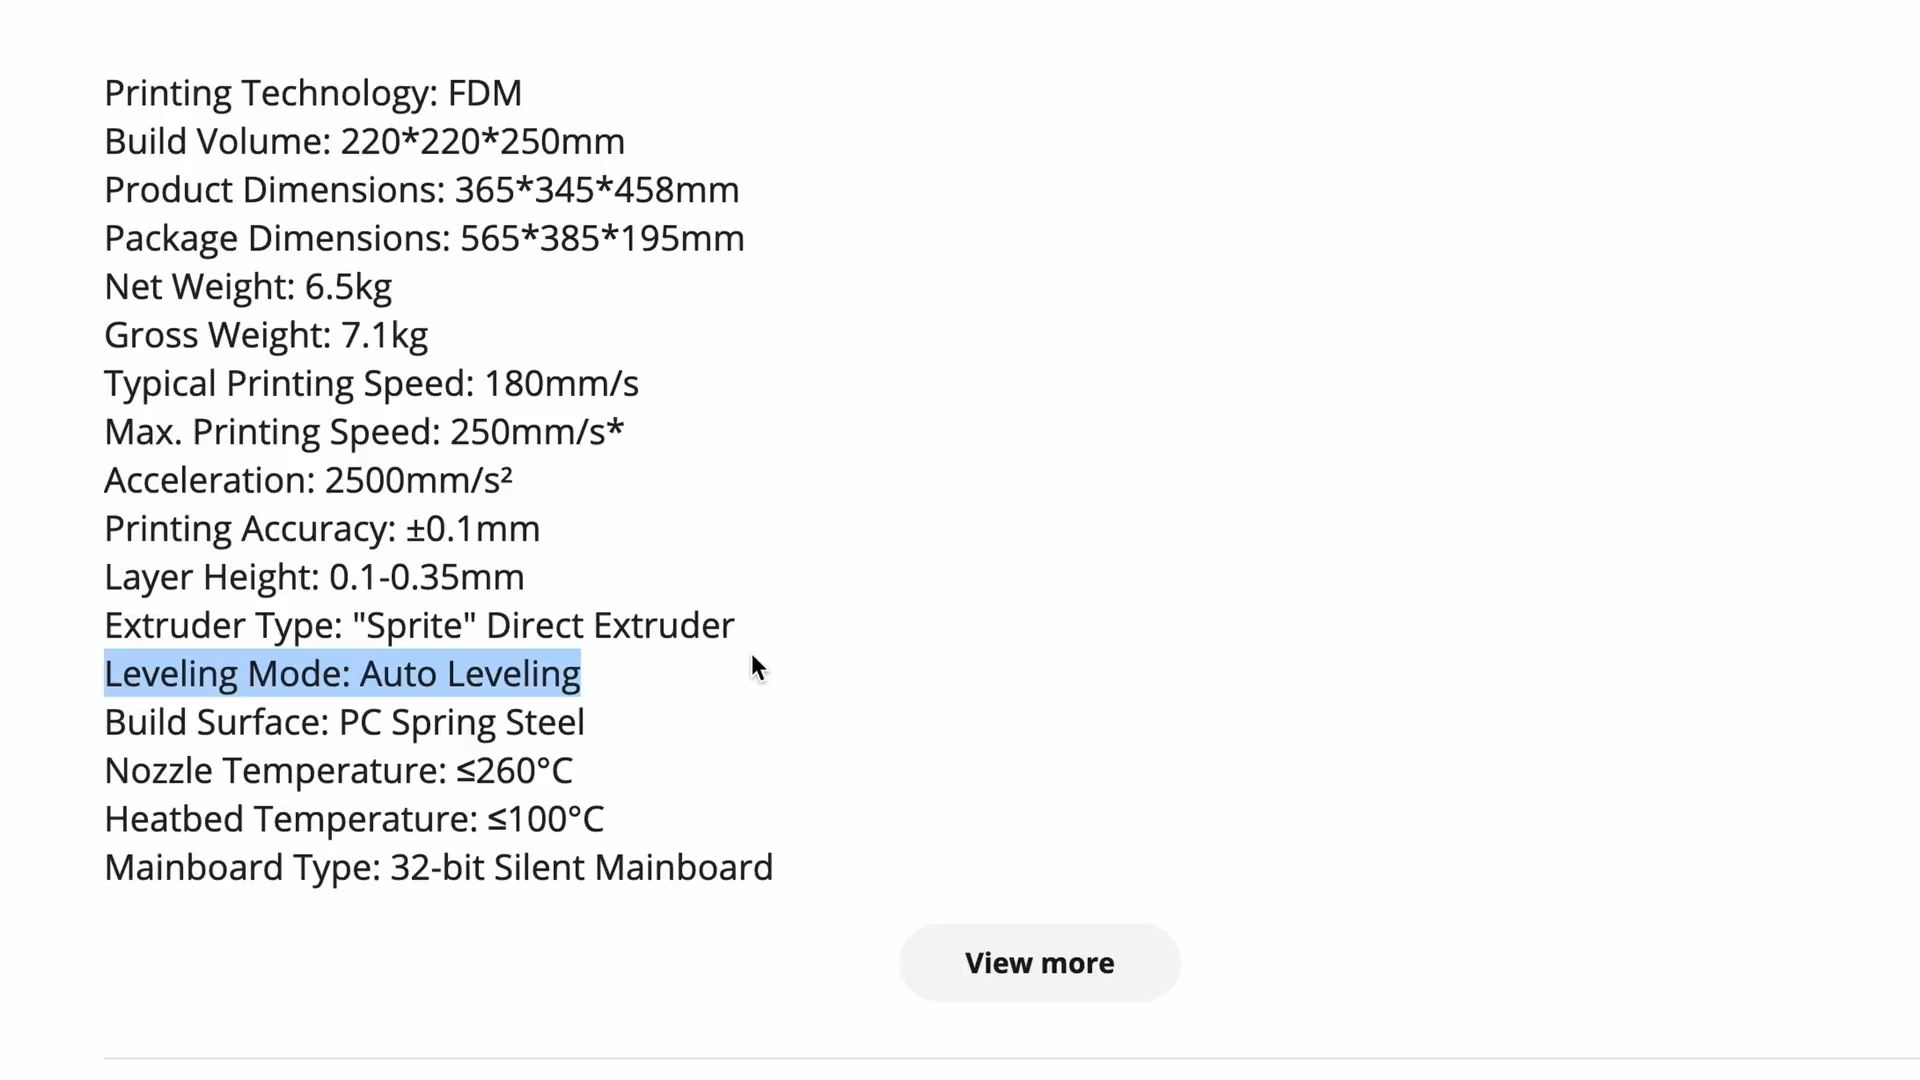 Printing Technology: FDM
Build Volume: 220*220*250mm
Product Dimensions: 365*345*458mm
Package Dimensions: 565*385*195mm
Net Weight: 6.5kg
Gross Weight: 7.1kg
Typical Printing Speed: 180mm/s
Max. Printing Speed: 250mm/s*
Acceleration: 2500mm/s²
Printing Accuracy: ±0.1mm
Layer Height: 0.1-0.35mm
Extruder Type: "Sprite" Direct Extruder
Leveling Mode: Auto Leveling
Build Surface: PC Spring Steel
Nozzle Temperature: ≤260°C
Heatbed Temperature: ≤100°C
Mainboard Type: 32-bit Silent Mainboard
View more